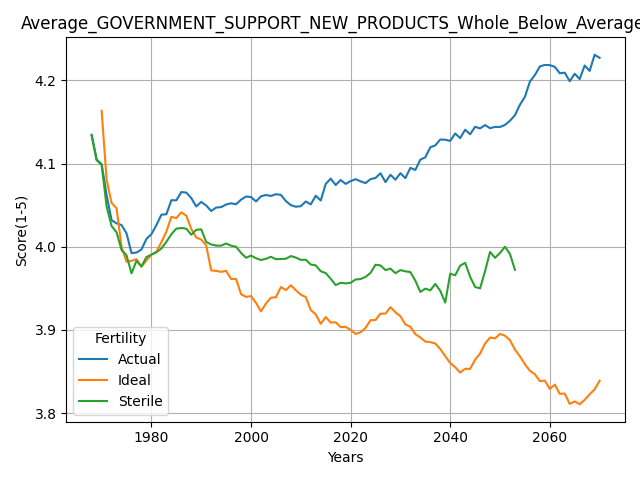 Average_GOVERNMENT_SUPPORT_NEW_PRODUCTS_Whole_Below_Average
4.2
4.1
4.0
3.9
3.8
Score(1-5)
Fertility
Actual
Ideal
Sterile
1980 2000 2020 2040 2060
Years